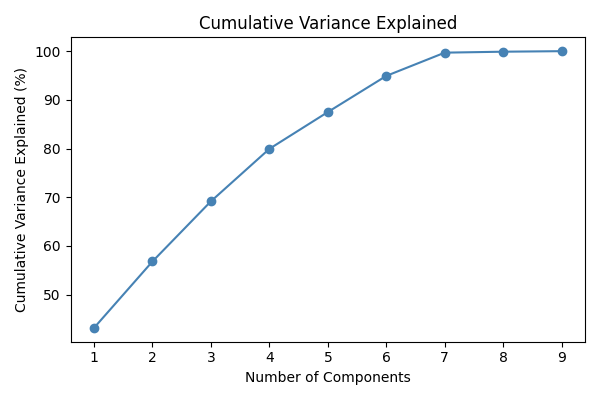 Cumulative Variance Explained
Cumulative Variance Explained (%)
100
90
80
70
60
50
1 2 3 4 5 6 7 8 9
Number of Components